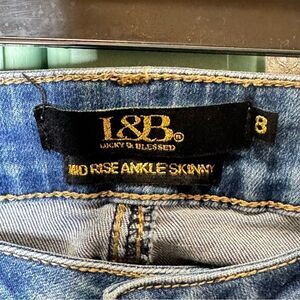 L&B®
LUCKY & BLESSED
MID RISE ANKLE SKINNY
8